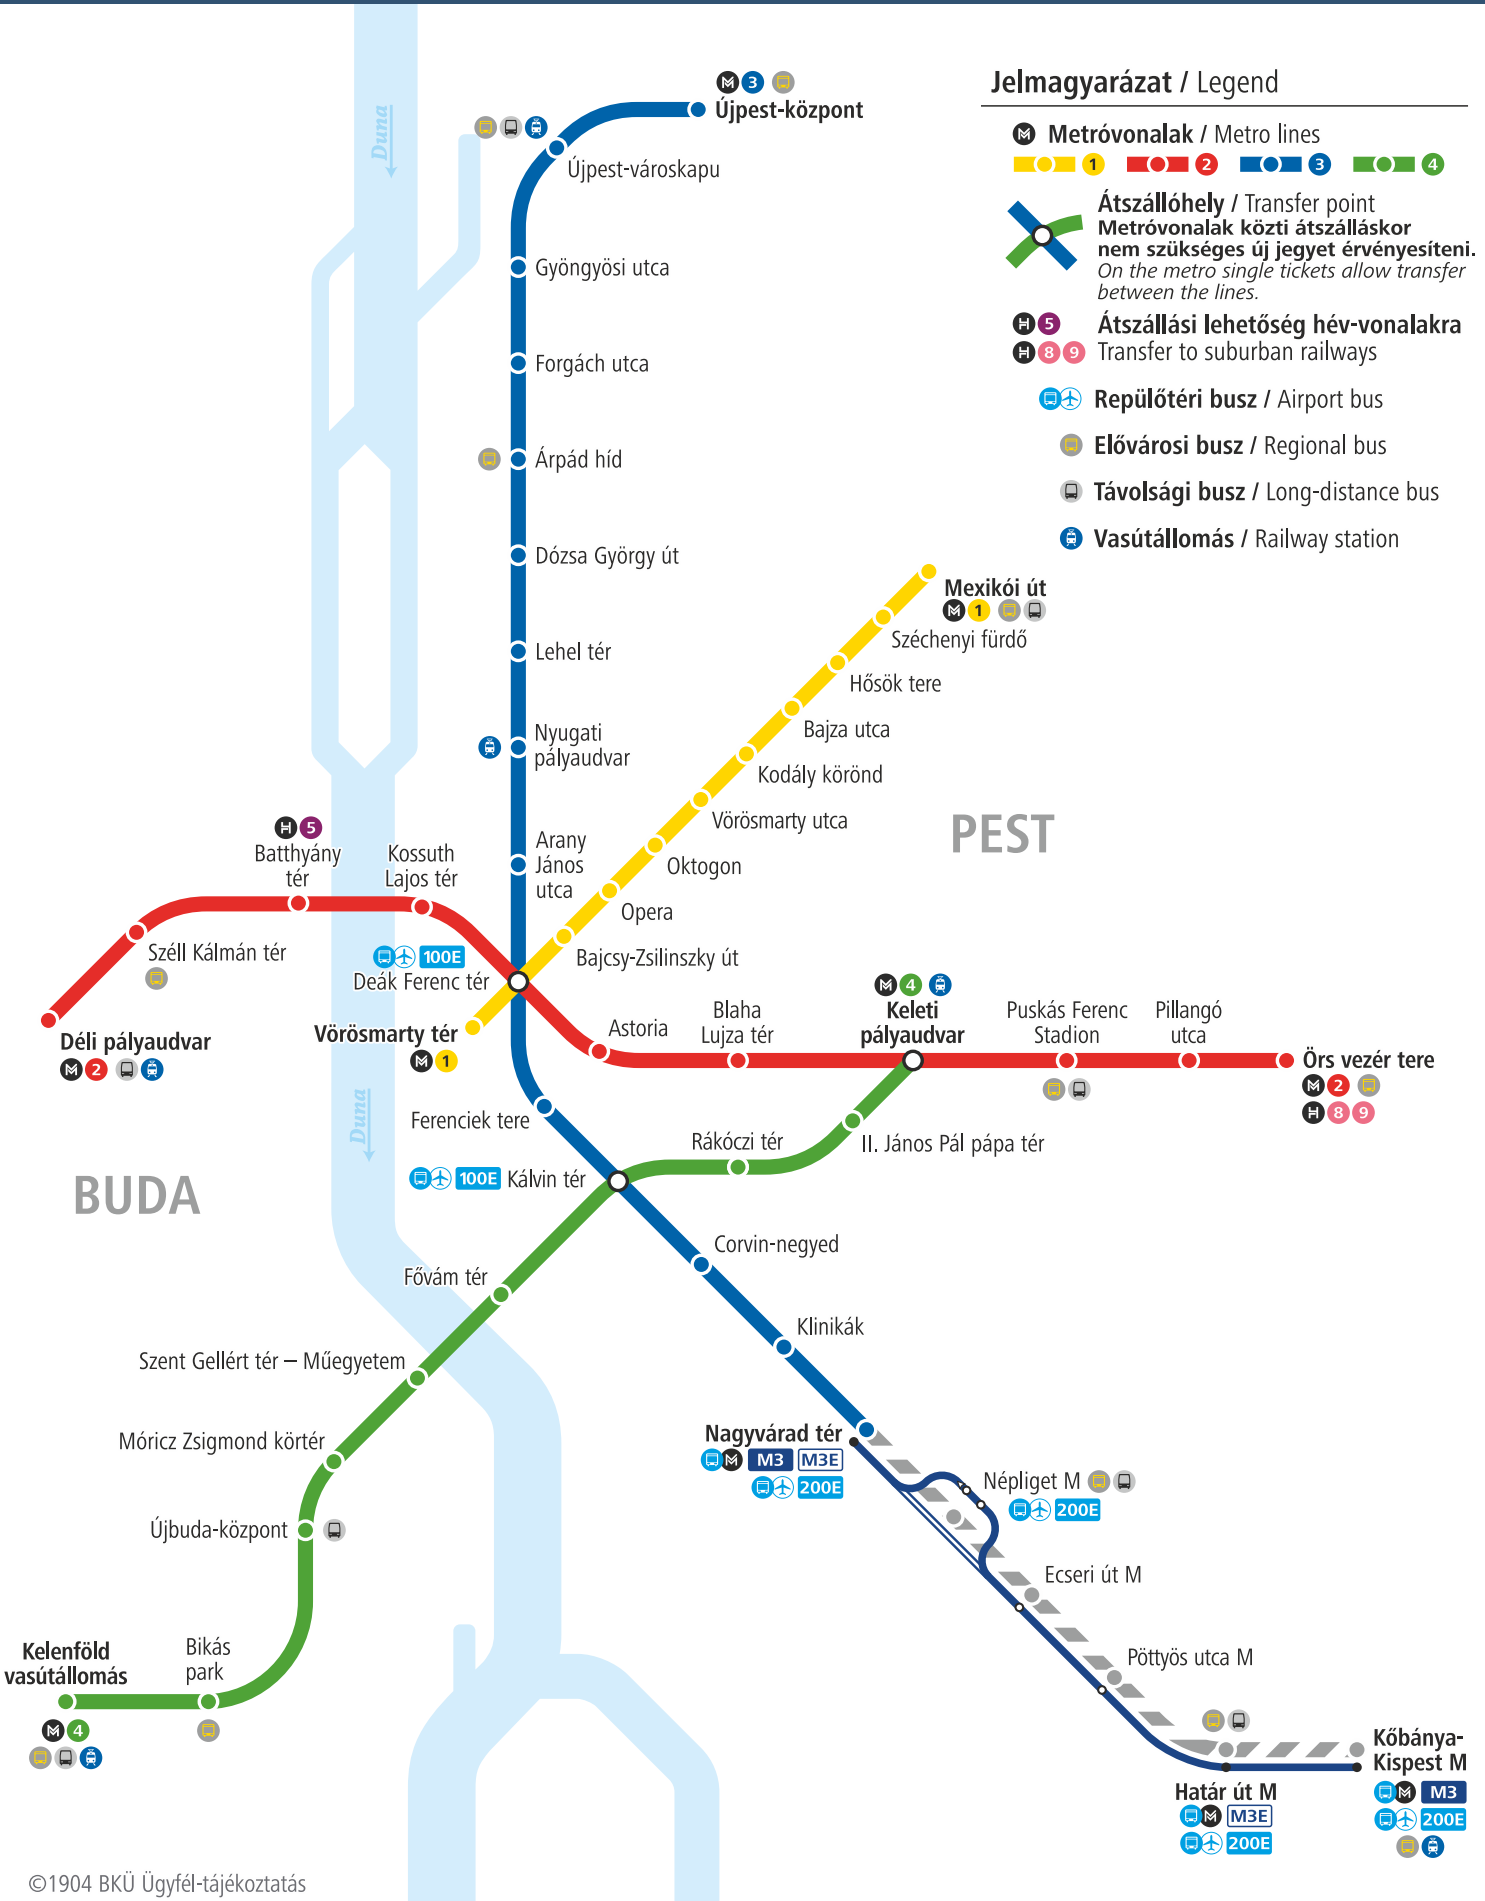 Duna
3
Újpest-központ
Újpest-városkapu
Gyöngyösi utca
Forgách utca
Árpád híd
Dózsa György út
Lehel tér
Nyugati
pályaudvar
Arany
János
utca
Jelmagyarázat / Legend
Metróvonalak / Metro lines
1 2 3 4
Átszállóhely / Transfer point
Metróvonalak közti átszálláskor
nem szükséges új jegyet érvényesíteni.
On the metro single tickets allow transfer
between the lines.
H 5 Átszállási lehetőség hév-vonalakra
H 8 9 Transfer to suburban railways
Repülőtéri busz / Airport bus
Elővárosi busz / Regional bus
Távolsági busz / Long-distance bus
Vasútállomás / Railway station
Mexikói út
M 1
Széchenyi fürdő
Hősök tere
Bajza utca
Kodály körönd
Vörösmarty utca
Oktogon
Opera
Bajcsy-Zsilinszky út
PEST
H 5
Batthyány
tér
Kossuth
Lajos tér
Széll Kálmán tér
100E
Deák Ferenc tér
Déli pályaudvar
M 2
Vörösmarty tér
M 1
Astoria
Blaha
Lujza tér
M 4
Keleti
pályaudvar
Puskás Ferenc
Stadion
Pillangó
utca
Örs vezér tere
M 2
H 8 9
Duna
Ferenciek tere
Rákóczi tér
II. János Pál pápa tér
100E Kálvin tér
BUDA
Corvin-negyed
Fővám tér
Klinikák
Szent Gellért tér – Műegyetem
Móricz Zsigmond körtér
Újbuda-központ
Nagyvárad tér
M M3 M3E
200E
Népliget M
200E
Ecseri út M
Pöttyös utca M
Kelenföld
vasútállomás
M 4
Bikás
park
Határ út M
M M3E
200E
Kőbánya-
Kispest M
M M3
200E
©1904 BKÜ Ügyfél-tájékoztatás